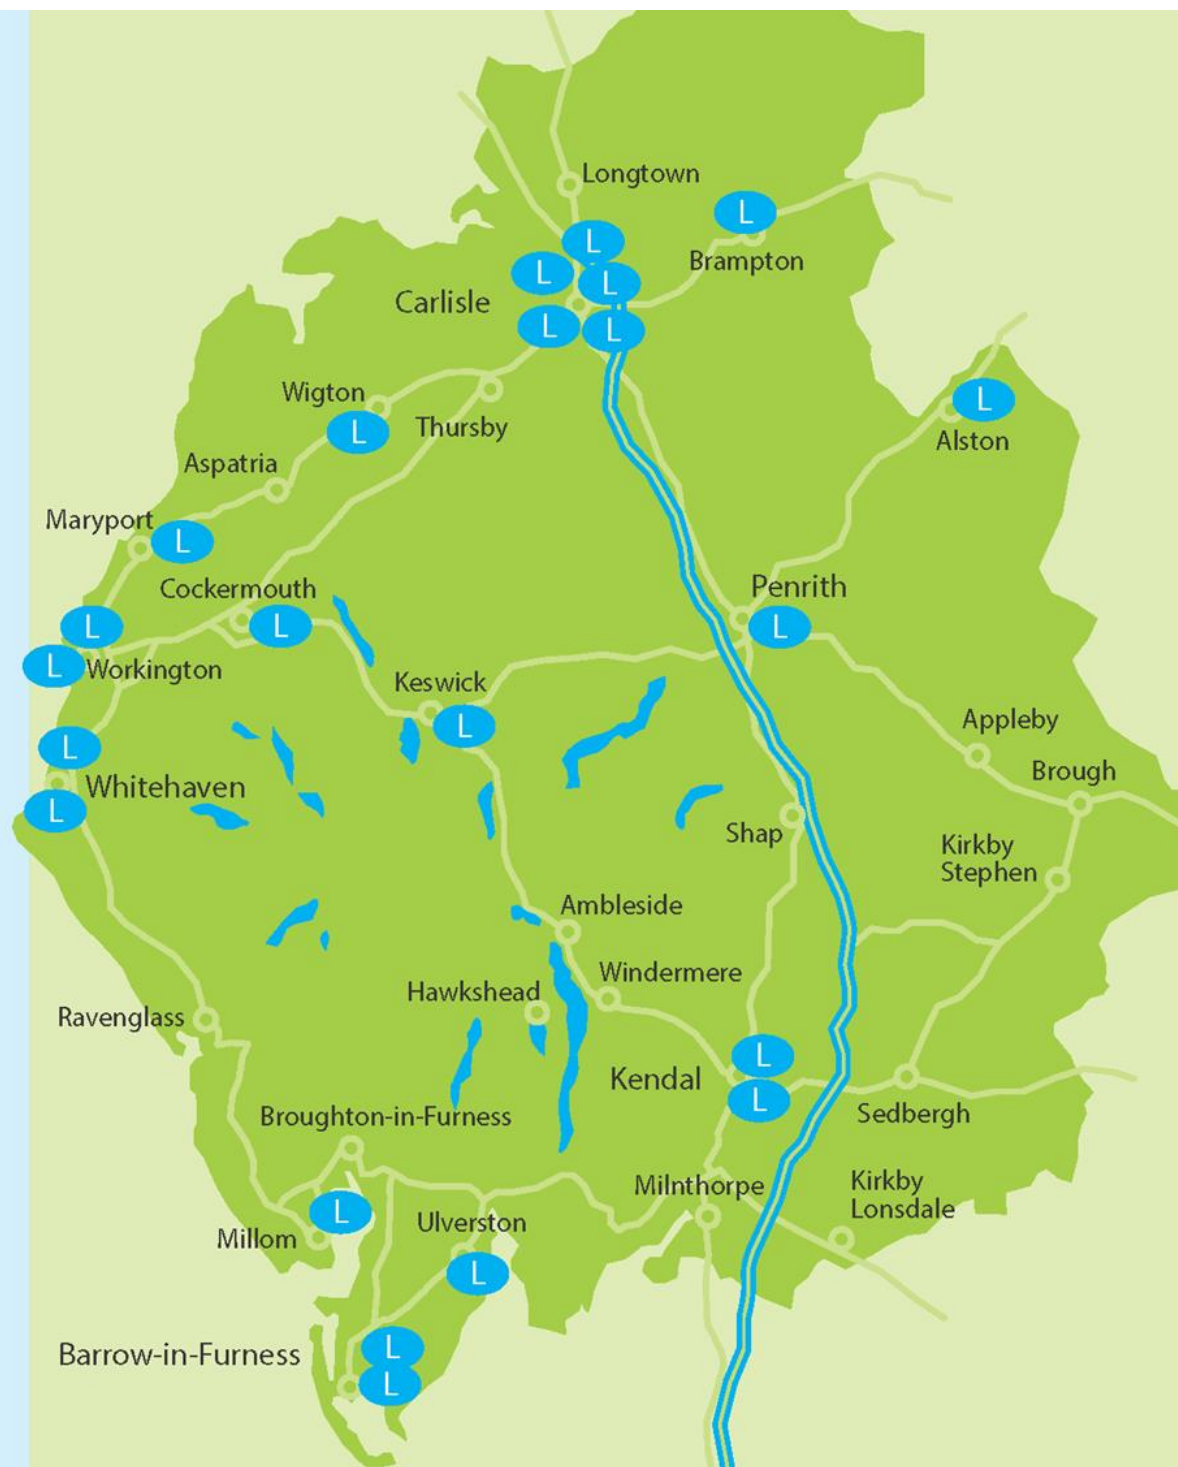 Longtown
L
Brampton
L
L
L
L
L
Carlisle
L
Alston
Wigton
L
Thursby
Aspatria
Maryport
L
Cockermouth
L
Penrith
L
L
L
Workington
Keswick
L
Appleby
L
Whitehaven
L
Brough
Shap
Kirkby
Stephen
Ambleside
Windermere
Hawkshead
Ravenglass
L
Kendal
L
Sedbergh
Broughton-in-Furness
Milnthorpe
Kirkby
Lonsdale
L
Millom
Ulverston
L
L
Barrow-in-Furness
L